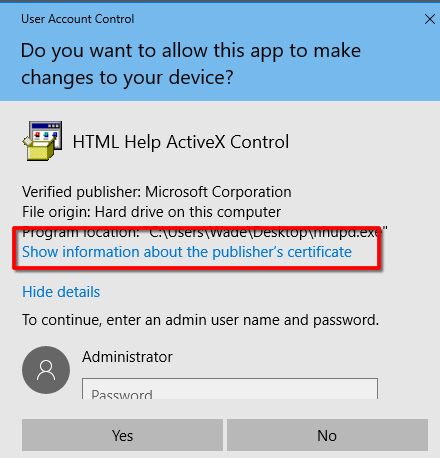 User Account Control
Do you want to allow this app to make
changes to your device?
HTML Help ActiveX Control
Verified publisher: Microsoft Corporation
File origin: Hard drive on this computer
Program location: "C:\Users\Wade\Desktop\hhupd.exe"
Show information about the publisher's certificate
Hide details
To continue, enter an admin user name and password.
Administrator
Password
Yes
No